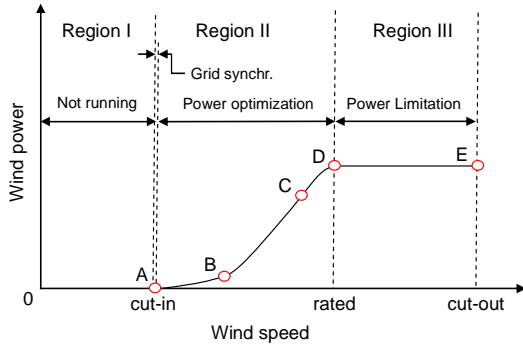 Region I
Region II
Region III
Grid synchr.
Not running
Power optimization
Power Limitation
Wind power
D
E
C
B
A
0
cut-in
rated
cut-out
Wind speed